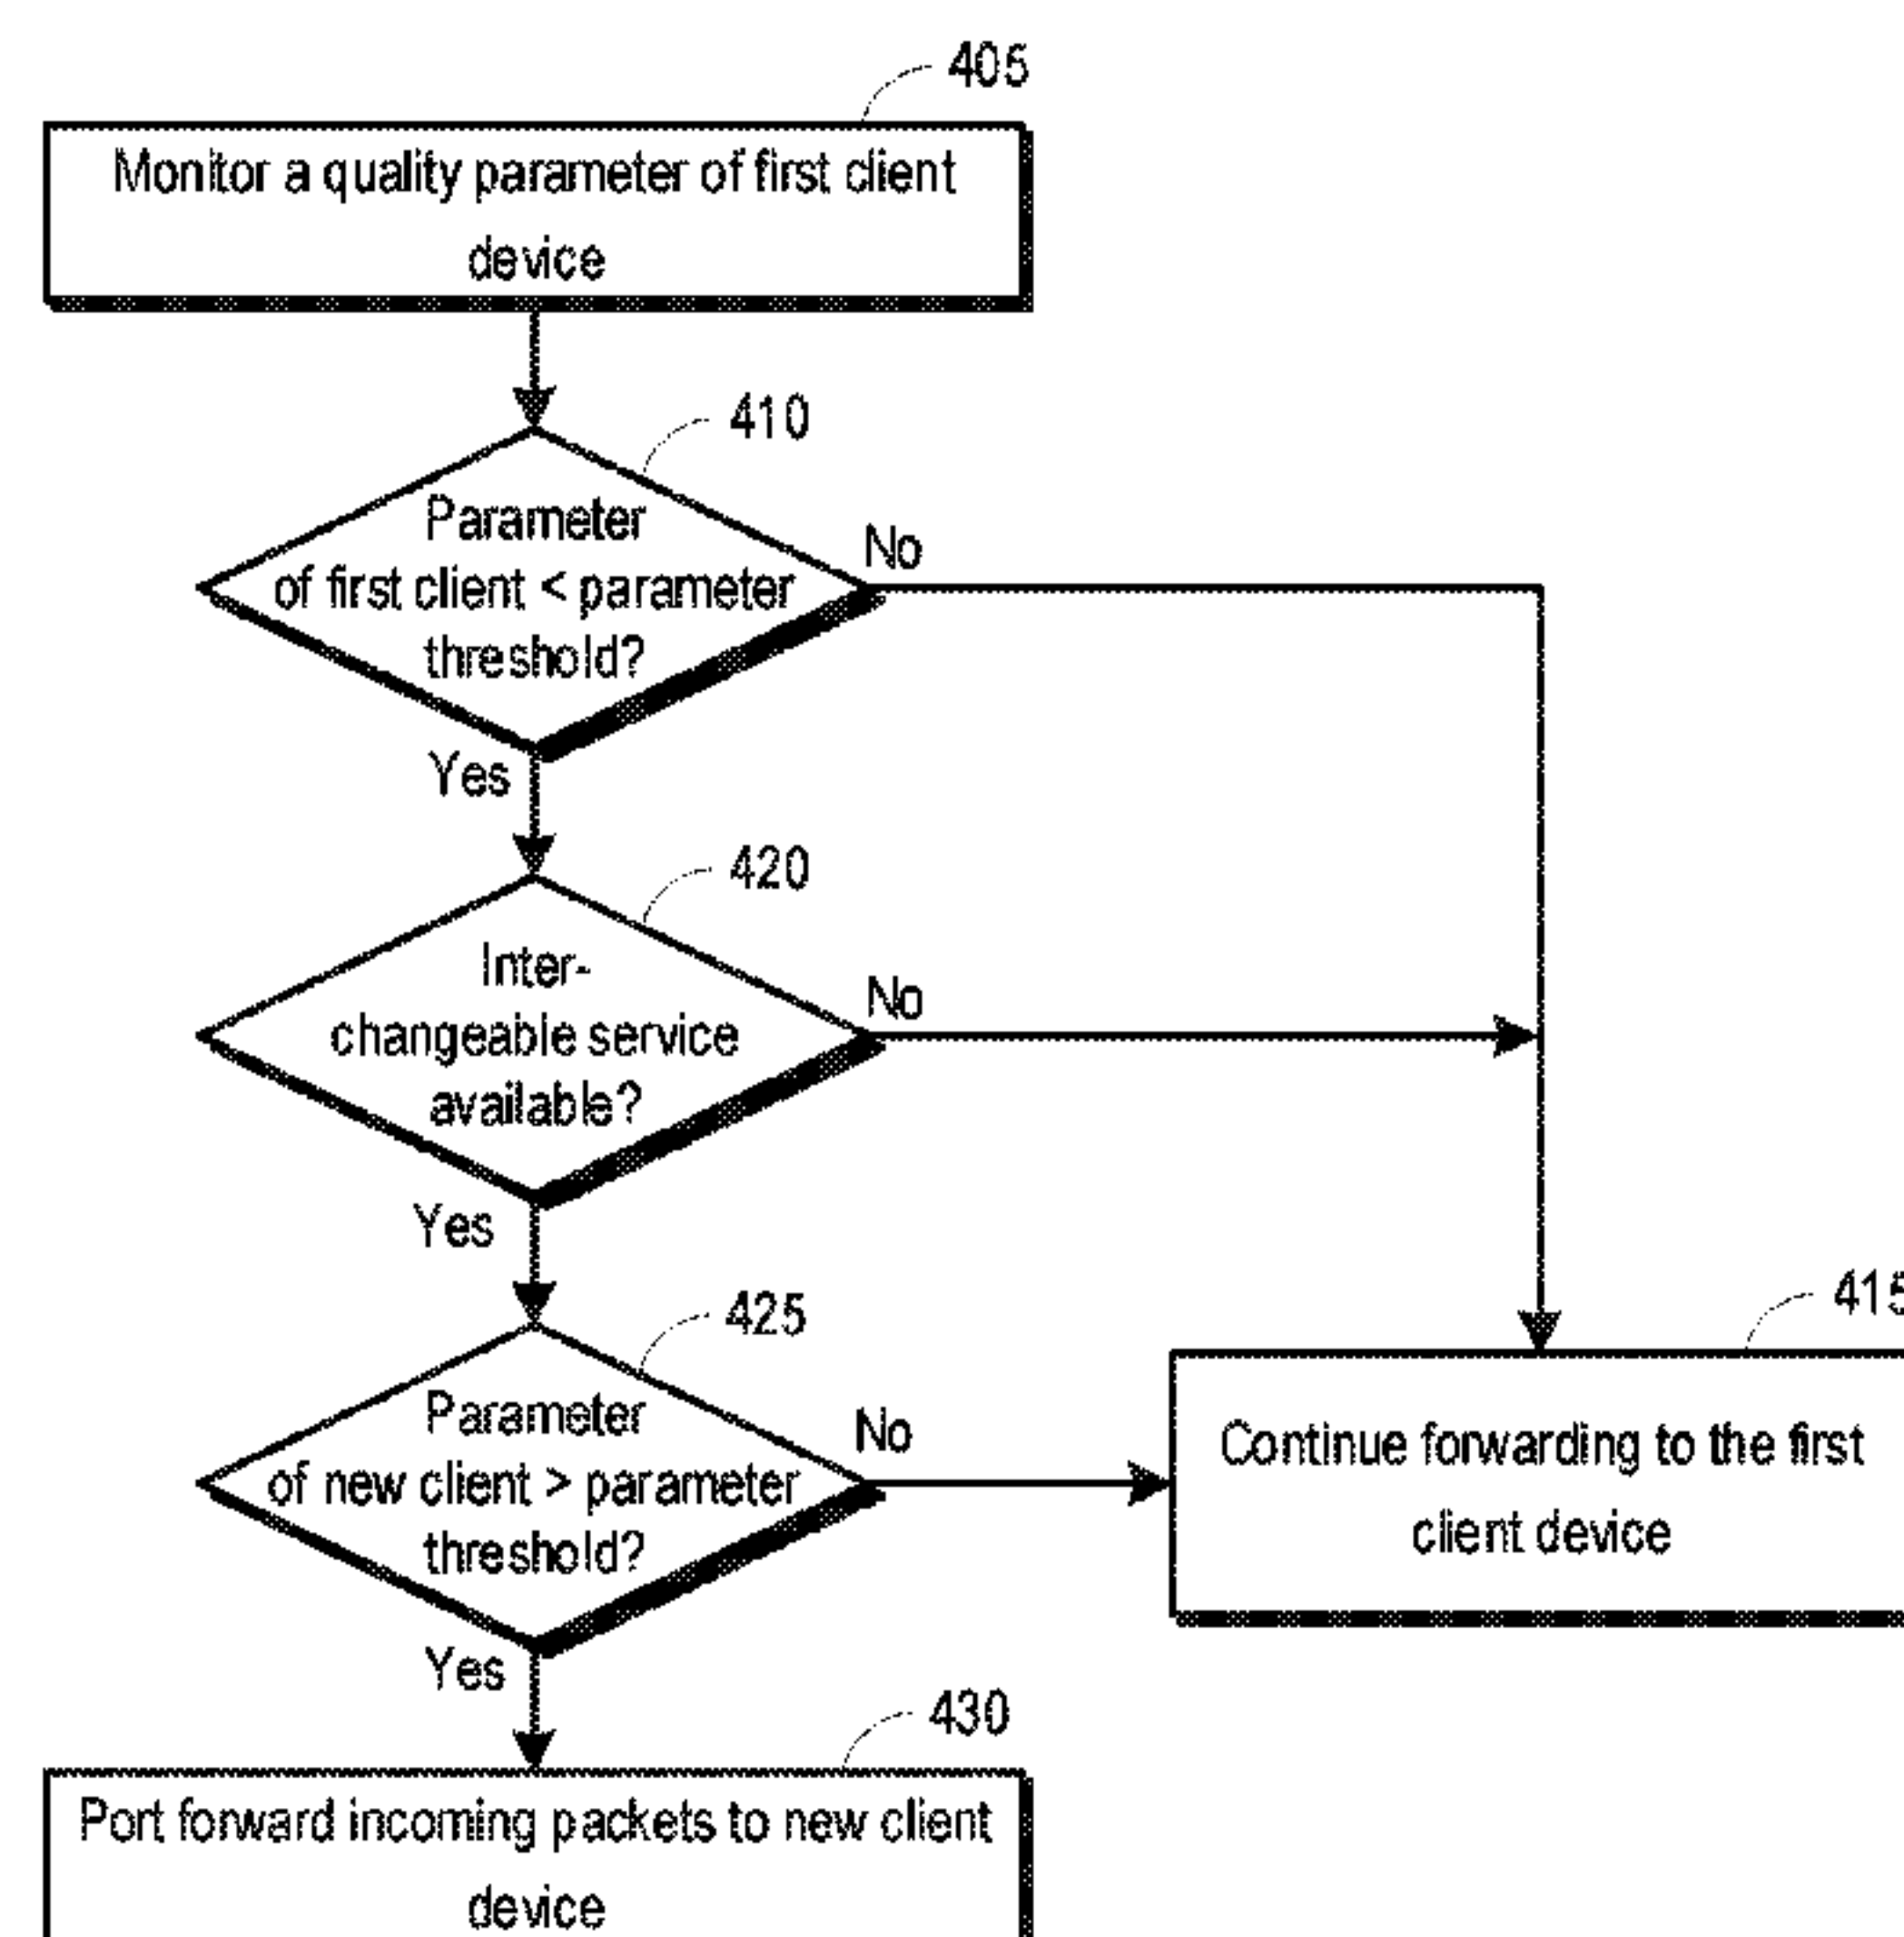 405
Monitor a quality parameter of first client
device
410
Parameter
of first client < parameter
threshold?
No
Yes
420
Inter-
changeable service
available?
No
Yes
425
Parameter
of new client > parameter
threshold?
No
415
Continue forwarding to the first
client device
Yes
430
Port forward incoming packets to new client
device